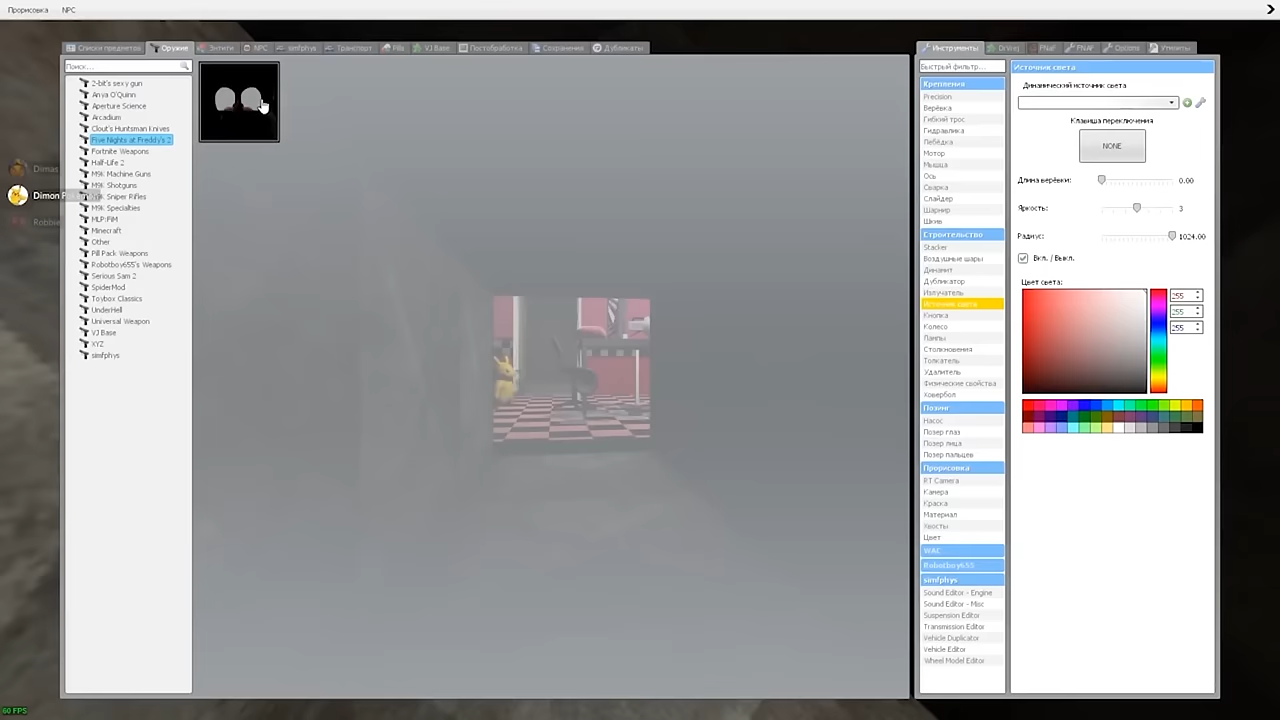 Прорисовка NPC
Списки предметов Оружие Энтити NPC simfphys Транспорт Pills VJ Base Постобработка Сохранения Дубликаты
Поиск...
2-bit's sexy gun
Anya O'Quinn
Aperture Science
Arcadium
Clout's Huntsman Knives
Five Nights at Freddy's 2
Fortnite Weapons
Half-Life 2
M9K Machine Guns
M9K Shotguns
M9K Sniper Rifles
M9K Specialties
MLP:FiM
Minecraft
Other
Pill Pack Weapons
Robotboy655's Weapons
Serious Sam 2
SpiderMod
Toybox Classics
UnderHell
Universal Weapon
VJ Base
XYZ
simfphys
Dimas
Dimon
Robbie
60 FPS
Инструменты FNaF FNAF Options Утилиты
Быстрый фильтр...
Крепления
Precision
Верёвка
Гибкий трос
Гидравлика
Лебёдка
Мотор
Мышца
Ось
Сварка
Слайдер
Шарнир
Шкив
Строительство
Stacker
Воздушные шары
Динамит
Дубликатор
Излучатель
Источник света
Кнопка
Колесо
Лампы
Столкновения
Толкатель
Удалитель
Физические свойства
Ховербол
Позинг
Насос
Позер глаз
Позер лица
Позер пальцев
Прорисовка
RT Camera
Камера
Краска
Материал
Хвосты
Цвет
WAC
Robotboy655
simfphys
Sound Editor - Engine
Sound Editor - Misc
Suspension Editor
Transmission Editor
Vehicle Duplicator
Vehicle Editor
Wheel Model Editor
Источник света
Динамический источник света
Клавиша переключения
NONE
Длина верёвки: 0.00
Яркость: 3
Радиус: 1024.00
Вкл. / Выкл.
Цвет света:
255
255
255